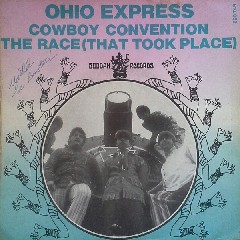 OHIO EXPRESS
COWBOY CONVENTION
THE RACE (THAT TOOK PLACE)
BUDDAH RECORDS